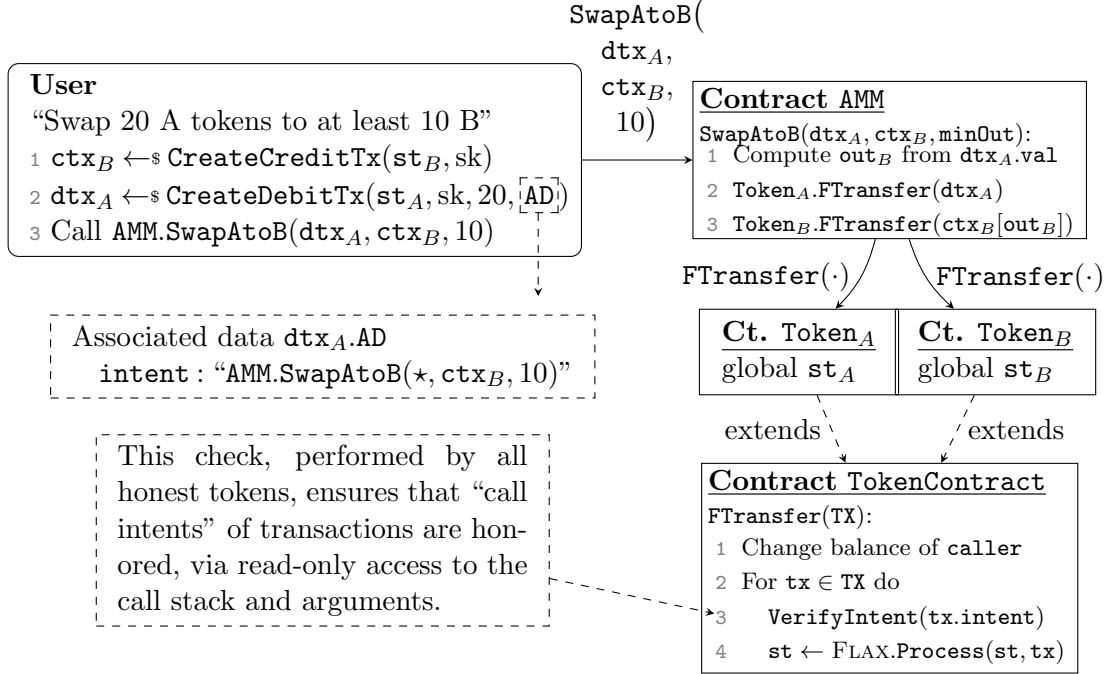 SwapAtoB(
dtx_A,
ctx_B,
10)
User
“Swap 20 A tokens to at least 10 B”
1 ctx_B ←$ CreateCreditTx(st_B, sk)
2 dtx_A ←$ CreateDebitTx(st_A, sk, 20, AD)
3 Call AMM.SwapAtoB(dtx_A, ctx_B, 10)
Contract AMM
SwapAtoB(dtx_A, ctx_B, minOut):
1 Compute out_B from dtx_A.val
2 Token_A.FTransfer(dtx_A)
3 Token_B.FTransfer(ctx_B[out_B])
FTransfer(·)
FTransfer(·)
Associated data dtx_A.AD
intent : “AMM.SwapAtoB(⋆, ctx_B, 10)”
Ct. Token_A
global st_A
Ct. Token_B
global st_B
extends
extends
This check, performed by all
honest tokens, ensures that “call
intents” of transactions are hon-
ored, via read-only access to the
call stack and arguments.
Contract TokenContract
FTransfer(TX):
1 Change balance of caller
2 For tx ∈ TX do
3 VerifyIntent(tx.intent)
4 st ← FLAX.Process(st, tx)